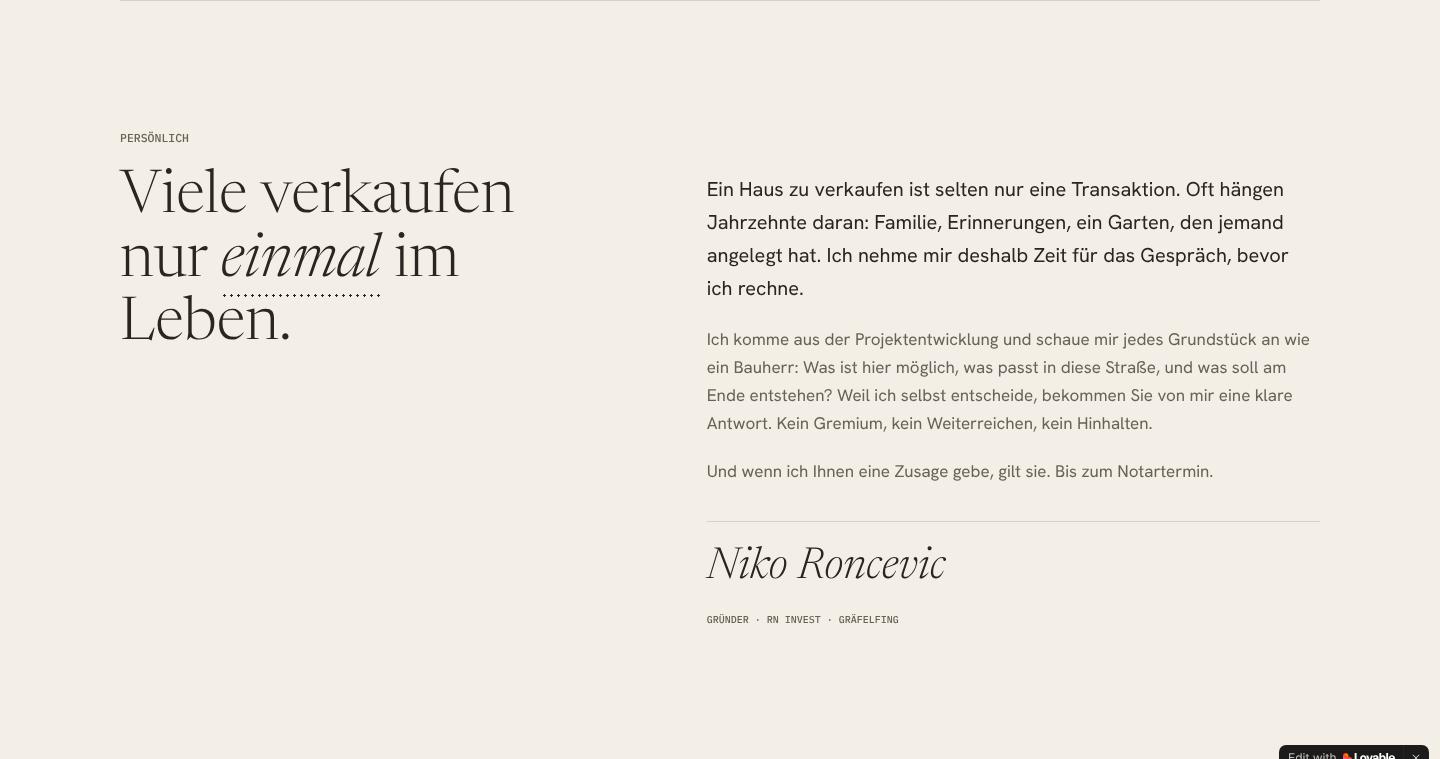 PERSÖNLICH
Viele verkaufen
nur einmal im
Leben.
Ein Haus zu verkaufen ist selten nur eine Transaktion. Oft hängen
Jahrzehnte daran: Familie, Erinnerungen, ein Garten, den jemand
angelegt hat. Ich nehme mir deshalb Zeit für das Gespräch, bevor
ich rechne.
Ich komme aus der Projektentwicklung und schaue mir jedes Grundstück an wie
ein Bauherr: Was ist hier möglich, was passt in diese Straße, und was soll am
Ende entstehen? Weil ich selbst entscheide, bekommen Sie von mir eine klare
Antwort. Kein Gremium, kein Weiterreichen, kein Hinhalten.
Und wenn ich Ihnen eine Zusage gebe, gilt sie. Bis zum Notartermin.
Niko Roncevic
GRÜNDER · RN INVEST · GRÄFELFING
Edit with Lovable